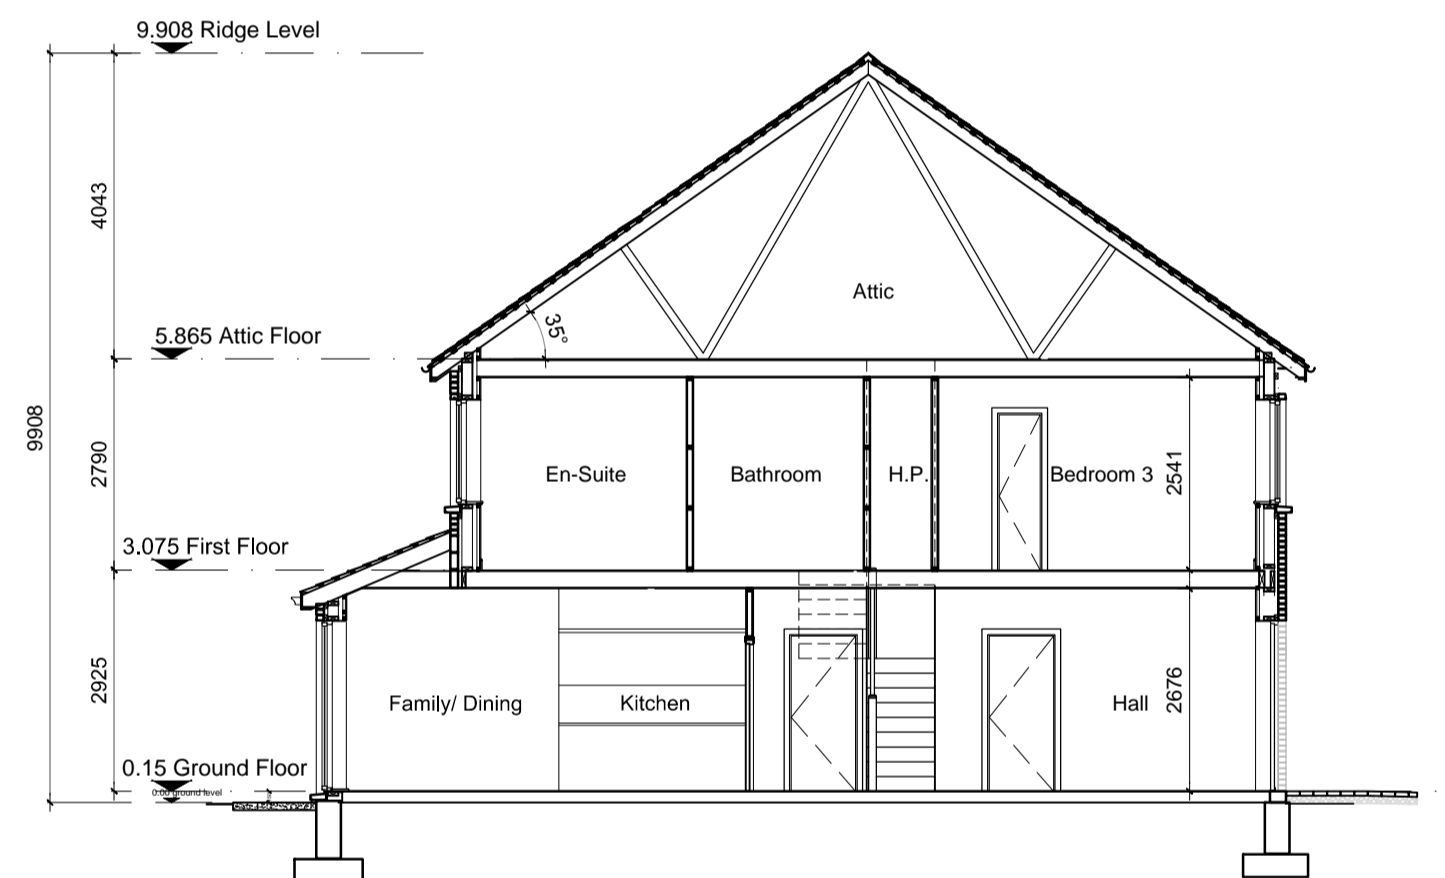 9.908 Ridge Level
4043
Attic
35°
5.865 Attic Floor
9908
2790
En-Suite
Bathroom
H.P.
Bedroom 3
2541
3.075 First Floor
2925
Family/ Dining
Kitchen
Hall
2676
0.15 Ground Floor
0.00 ground level